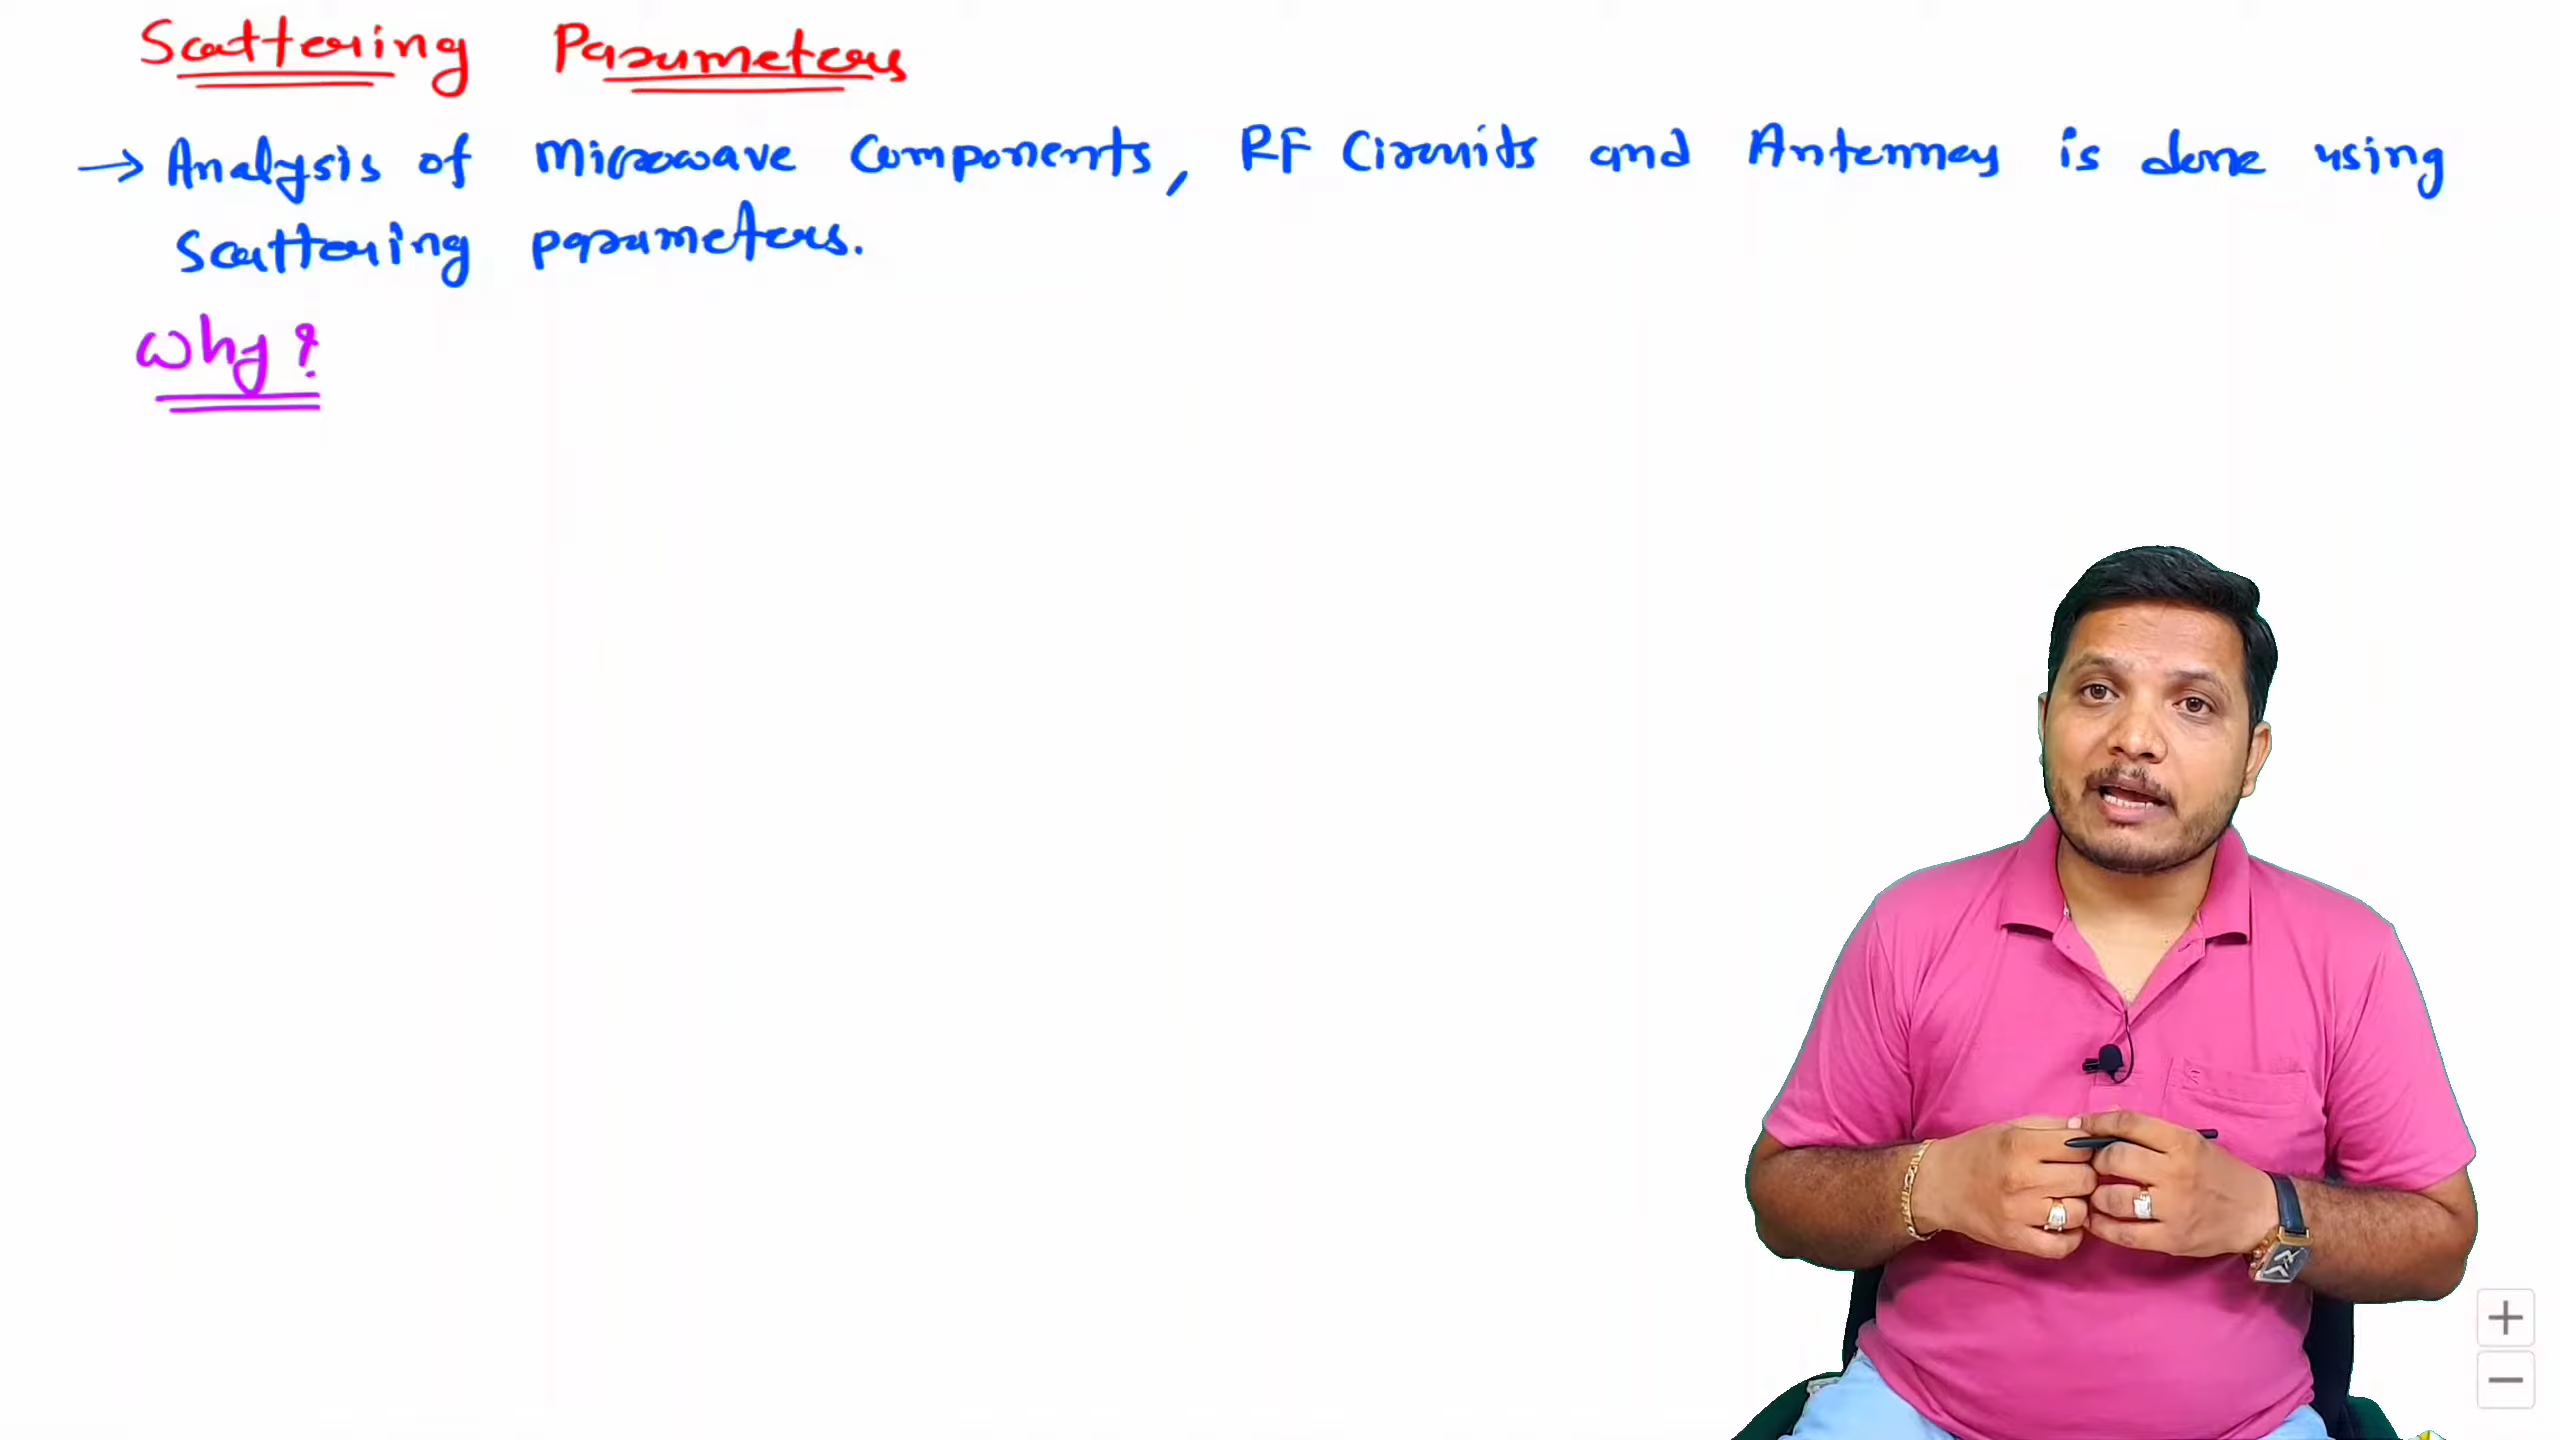 Scattering Parameters
→ Analysis of Microwave Components, RF Circuits and Antennas is done using
Scattering parameters.
Why?